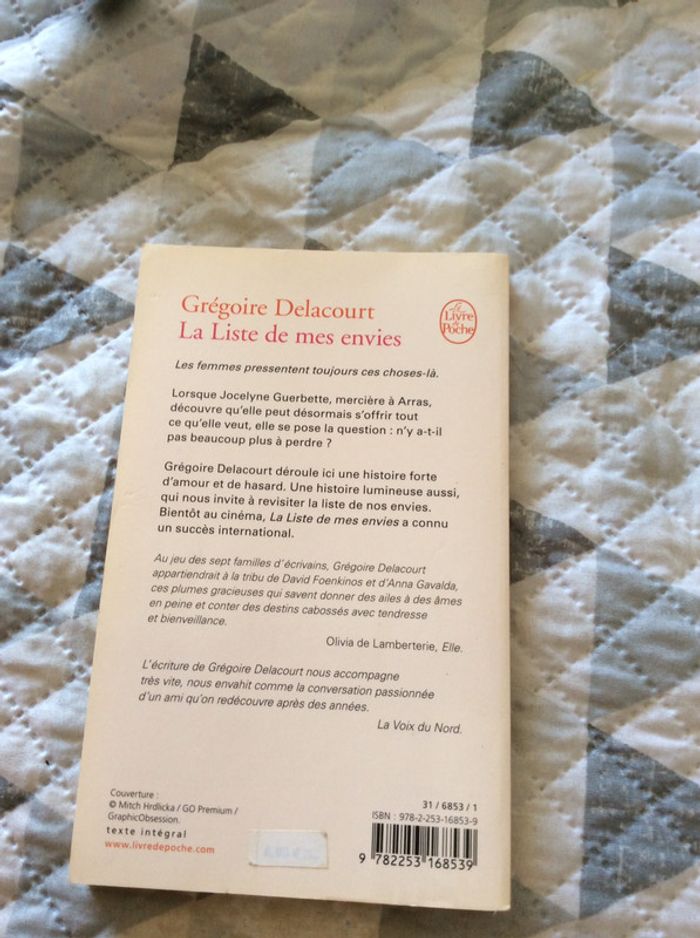 Grégoire Delacourt
La Liste de mes envies
Le
Livre
de
Poche
Les femmes pressentent toujours ces choses-là.
Lorsque Jocelyne Guerbette, mercière à Arras,
découvre qu'elle peut désormais s'offrir tout
ce qu'elle veut, elle se pose la question : n'y a-t-il
pas beaucoup plus à perdre ?
Grégoire Delacourt déroule ici une histoire forte
d'amour et de hasard. Une histoire lumineuse aussi,
qui nous invite à revisiter la liste de nos envies.
Bientôt au cinéma, La Liste de mes envies a connu
un succès international.
Au jeu des sept familles d'écrivains, Grégoire Delacourt
appartiendrait à la tribu de David Foenkinos et d'Anna Gavalda,
ces plumes gracieuses qui savent donner des ailes à des âmes
en peine et conter des destins cabossés avec tendresse
et bienveillance.
Olivia de Lamberterie, Elle.
L'écriture de Grégoire Delacourt nous accompagne
très vite, nous envahit comme la conversation passionnée
d'un ami qu'on redécouvre après des années.
La Voix du Nord.
Couverture :
© Mitch Hrdlicka / GO Premium /
GraphicObsession.
texte intégral
www.livredepoche.com
31 / 6853 / 1
ISBN : 978-2-253-16853-9
9 782253 168539